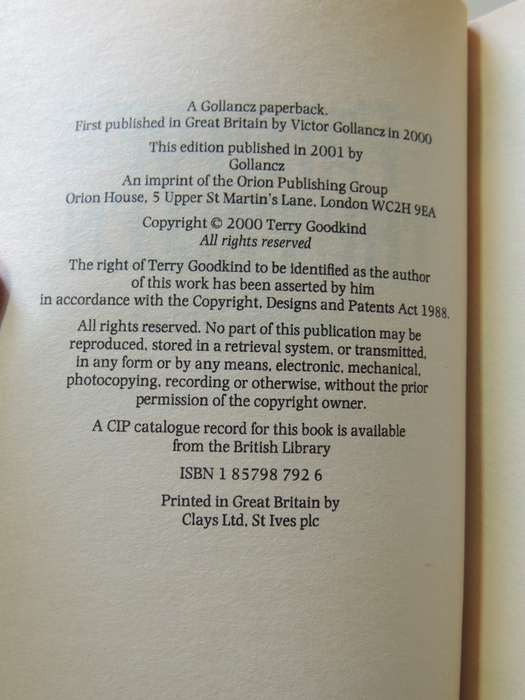 A Gollancz paperback.
First published in Great Britain by Victor Gollancz in 2000
This edition published in 2001 by
Gollancz
An imprint of the Orion Publishing Group
Orion House, 5 Upper St Martin's Lane, London WC2H 9EA
Copyright © 2000 Terry Goodkind
All rights reserved
The right of Terry Goodkind to be identified as the author
of this work has been asserted by him
in accordance with the Copyright, Designs and Patents Act 1988.
All rights reserved. No part of this publication may be
reproduced, stored in a retrieval system, or transmitted,
in any form or by any means, electronic, mechanical,
photocopying, recording or otherwise, without the prior
permission of the copyright owner.
A CIP catalogue record for this book is available
from the British Library
ISBN 1 85798 792 6
Printed in Great Britain by
Clays Ltd, St Ives plc